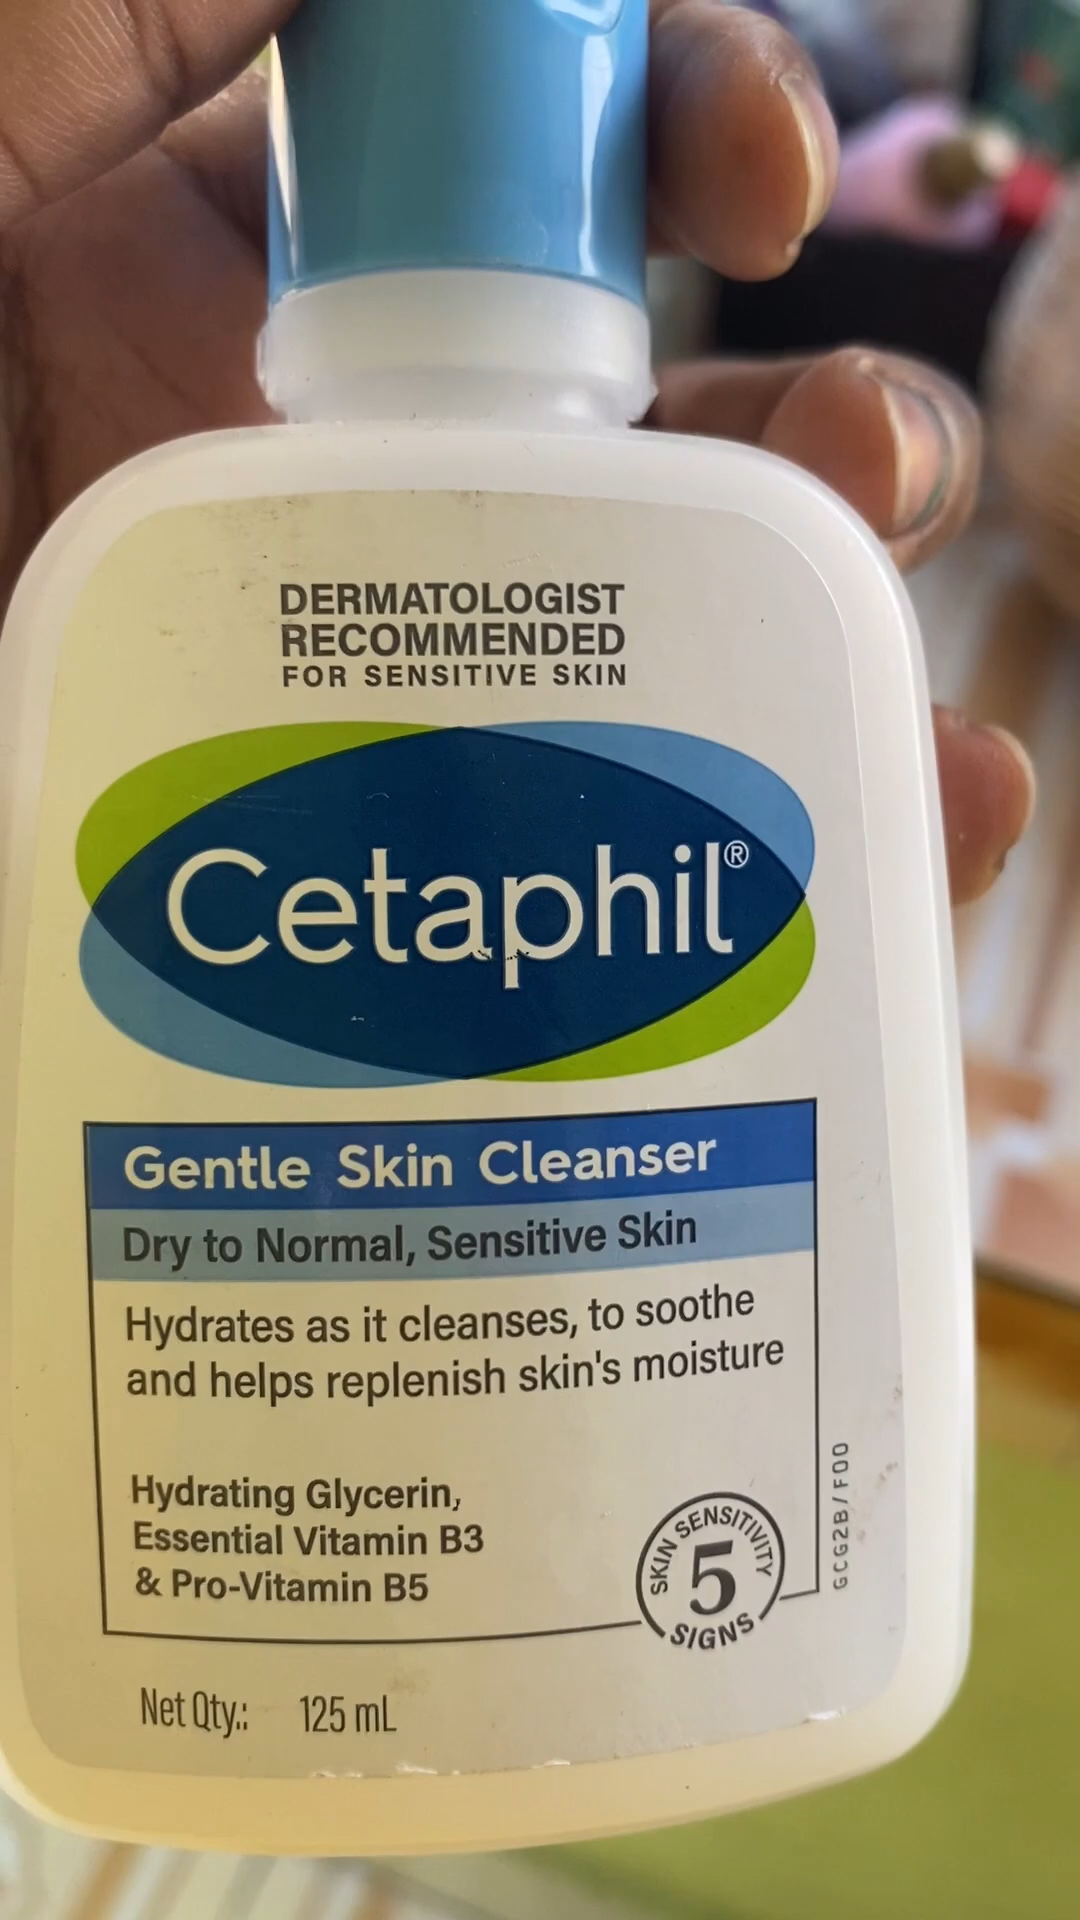 DERMATOLOGIST
RECOMMENDED
FOR SENSITIVE SKIN
Cetaphil®
Gentle Skin Cleanser
Dry to Normal, Sensitive Skin
Hydrates as it cleanses, to soothe
and helps replenish skin's moisture
Hydrating Glycerin,
Essential Vitamin B3
& Pro-Vitamin B5
SKIN SENSITIVITY
5
SIGNS
GCG2B/F00
Net Qty.: 125 mL